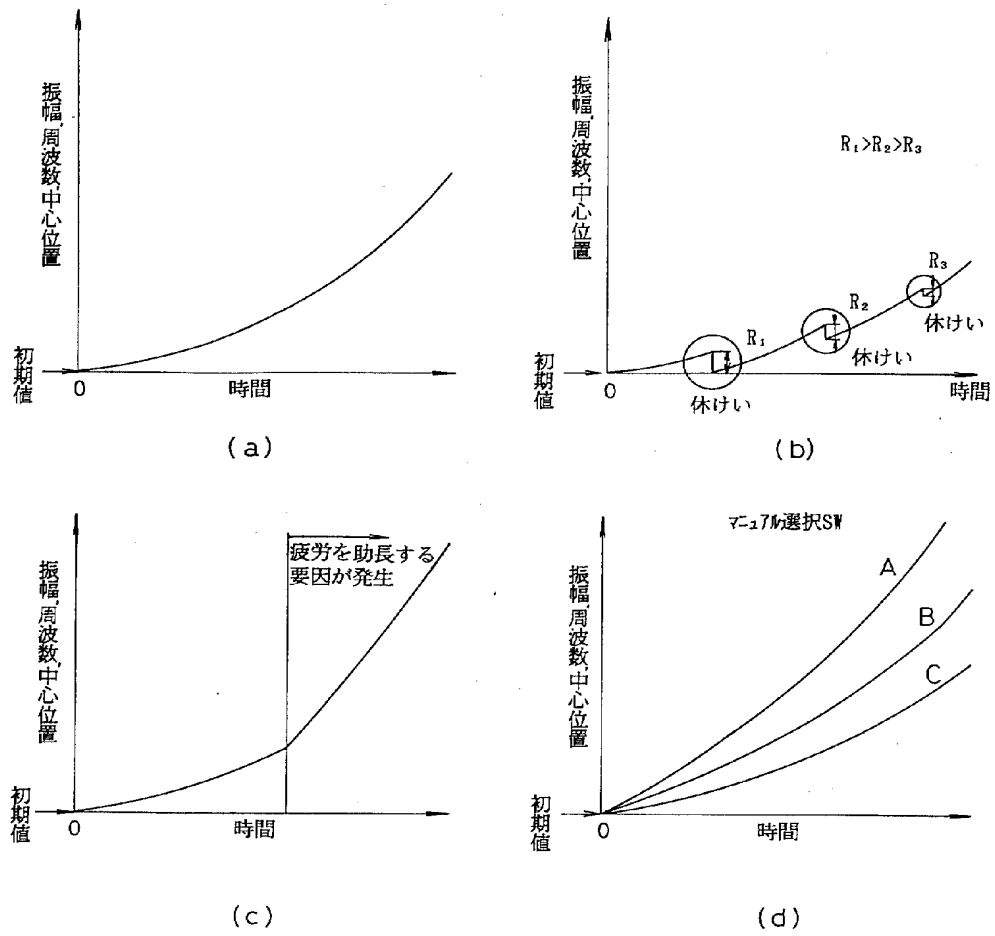 振幅,周波数,中心位置
初期値
0
時間
(a)
振幅,周波数,中心位置
R₁>R₂>R₃
R₃
休けい
R₂
休けい
R₁
休けい
初期値
0
時間
(b)
振幅,周波数,中心位置
疲労を助長する
要因が発生
初期値
0
時間
(c)
マニュアル選択SW
振幅,周波数,中心位置
A
B
C
初期値
0
時間
(d)